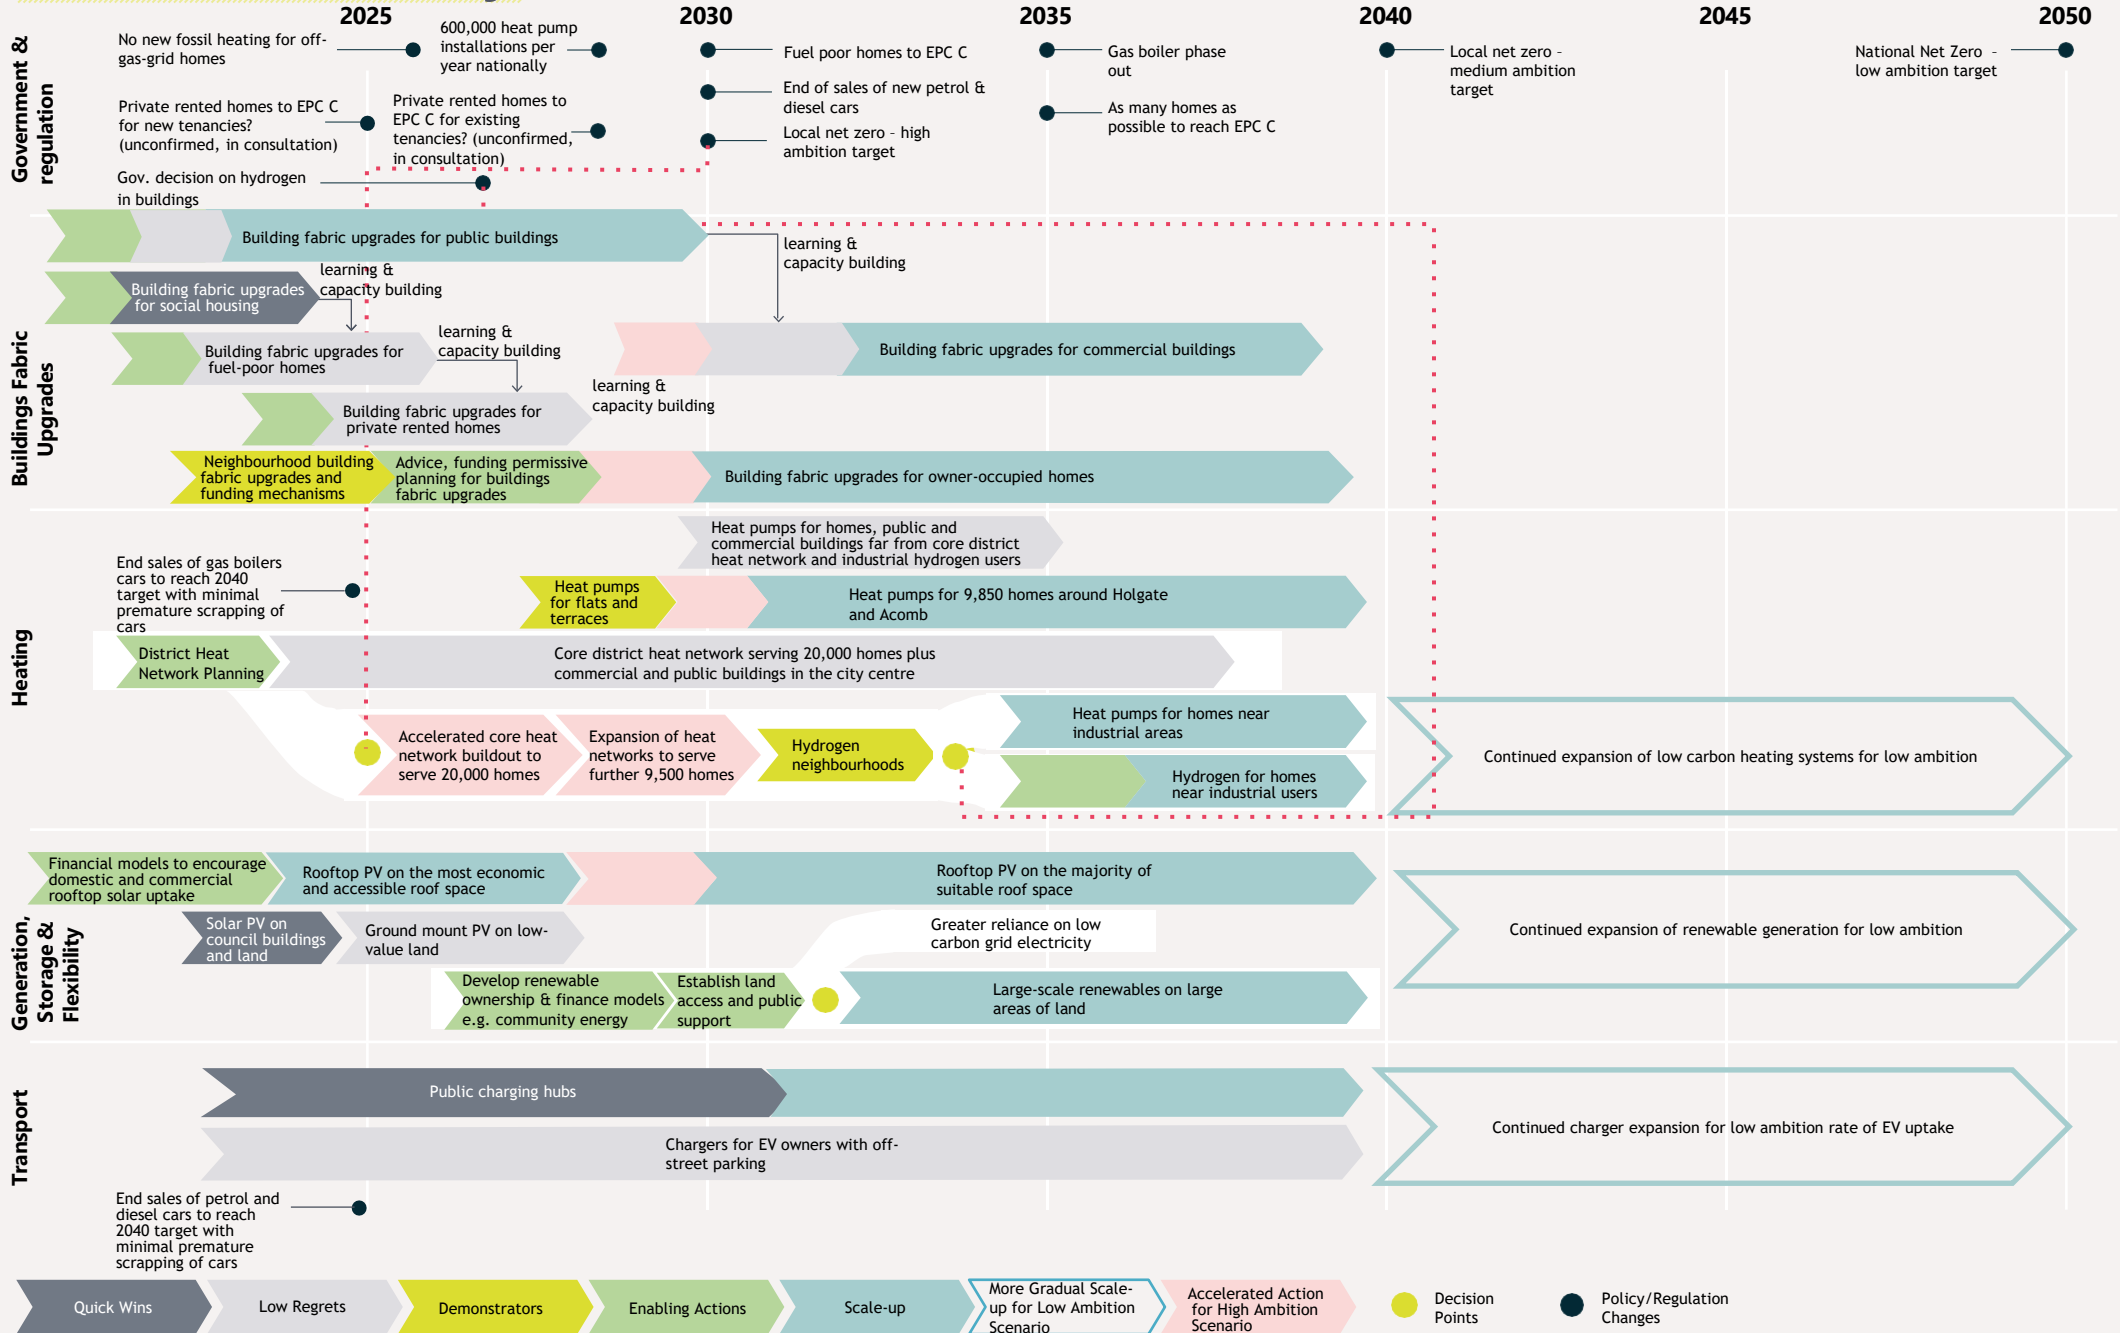 2025
2030
2035
2040
2045
2050
Government &
regulation
No new fossil heating for off-
gas-grid homes
600,000 heat pump
installations per
year nationally
Fuel poor homes to EPC C
Gas boiler phase
out
Local net zero -
medium ambition
target
National Net Zero -
low ambition target
Private rented homes to EPC C
for new tenancies?
(unconfirmed, in consultation)
Private rented homes to
EPC C for existing
tenancies? (unconfirmed,
in consultation)
End of sales of new petrol &
diesel cars
As many homes as
possible to reach EPC C
Local net zero - high
ambition target
Gov. decision on hydrogen
in buildings
Buildings Fabric
Upgrades
Building fabric upgrades for public buildings
learning &
capacity building
Building fabric upgrades
for social housing
learning &
capacity building
Building fabric upgrades for
fuel-poor homes
learning &
capacity building
Building fabric upgrades for commercial buildings
Building fabric upgrades for
private rented homes
learning &
capacity building
Neighbourhood building
fabric upgrades and
funding mechanisms
Advice, funding permissive
planning for buildings
fabric upgrades
Building fabric upgrades for owner-occupied homes
Heating
Heat pumps for homes, public and
commercial buildings far from core district
heat network and industrial hydrogen users
End sales of gas boilers
cars to reach 2040
target with minimal
premature scrapping of
cars
Heat pumps
for flats and
terraces
Heat pumps for 9,850 homes around Holgate
and Acomb
District Heat
Network Planning
Core district heat network serving 20,000 homes plus
commercial and public buildings in the city centre
Accelerated core heat
network buildout to
serve 20,000 homes
Expansion of heat
networks to serve
further 9,500 homes
Hydrogen
neighbourhoods
Heat pumps for homes near
industrial areas
Hydrogen for homes
near industrial users
Continued expansion of low carbon heating systems for low ambition
Generation,
Storage &
Flexibility
Financial models to encourage
domestic and commercial
rooftop solar uptake
Rooftop PV on the most economic
and accessible roof space
Rooftop PV on the majority of
suitable roof space
Solar PV on
council buildings
and land
Ground mount PV on low-
value land
Greater reliance on low
carbon grid electricity
Develop renewable
ownership & finance models
e.g. community energy
Establish land
access and public
support
Large-scale renewables on large
areas of land
Continued expansion of renewable generation for low ambition
Transport
Public charging hubs
Chargers for EV owners with off-
street parking
Continued charger expansion for low ambition rate of EV uptake
End sales of petrol and
diesel cars to reach
2040 target with
minimal premature
scrapping of cars
Quick Wins
Low Regrets
Demonstrators
Enabling Actions
Scale-up
More Gradual Scale-
up for Low Ambition
Scenario
Accelerated Action
for High Ambition
Scenario
Decision
Points
Policy/Regulation
Changes